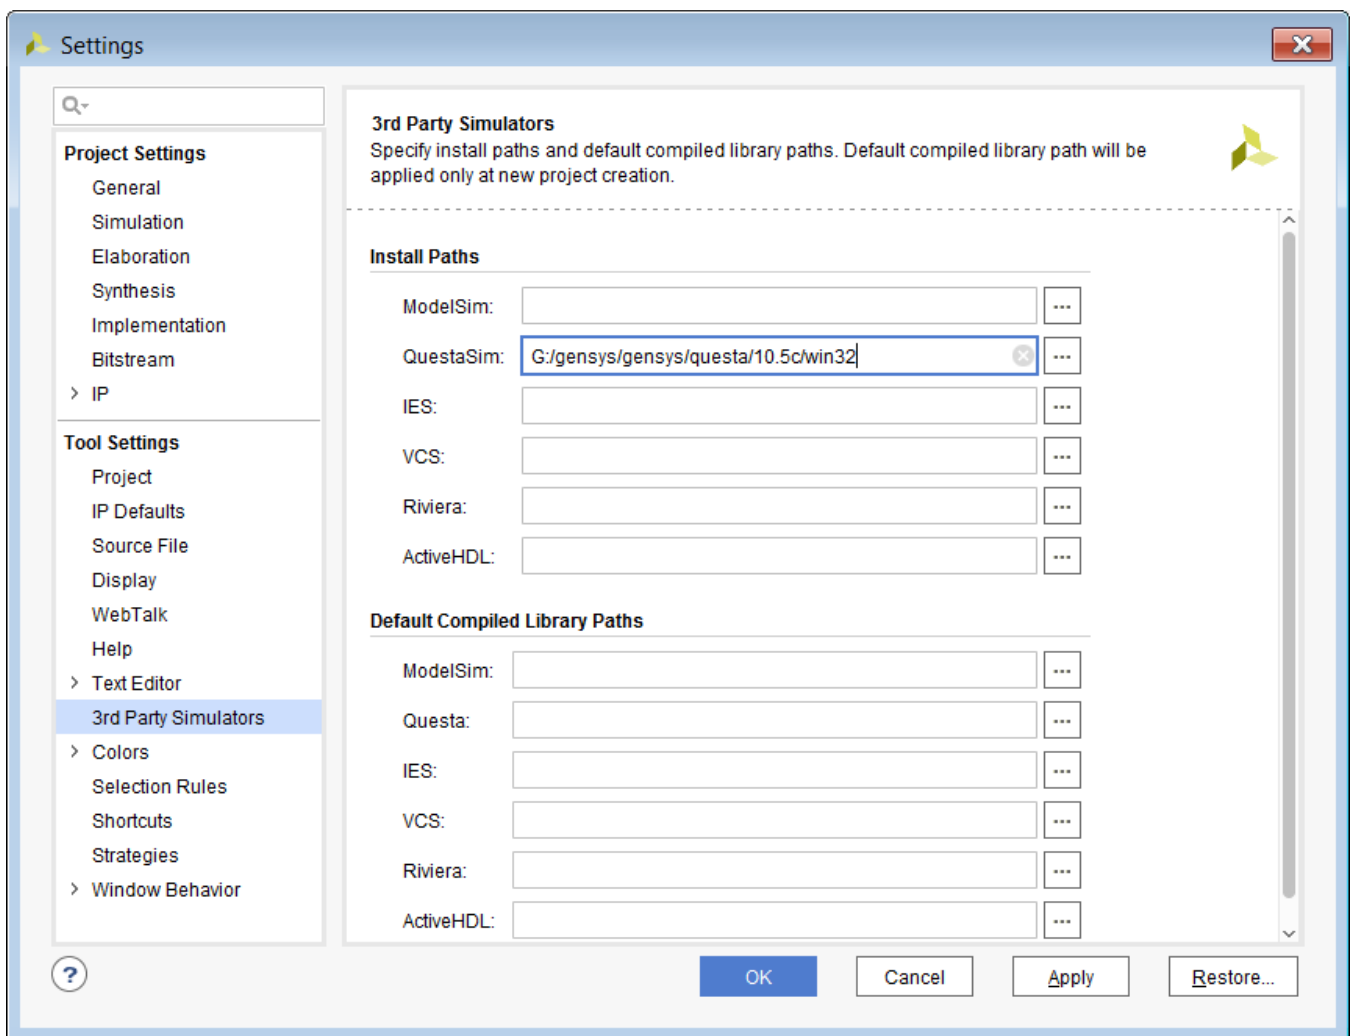 Settings
Project Settings
General
Simulation
Elaboration
Synthesis
Implementation
Bitstream
IP
Tool Settings
Project
IP Defaults
Source File
Display
WebTalk
Help
Text Editor
3rd Party Simulators
Colors
Selection Rules
Shortcuts
Strategies
Window Behavior
3rd Party Simulators
Specify install paths and default compiled library paths. Default compiled library path will be
applied only at new project creation.
Install Paths
ModelSim:
QuestaSim: G:/gensys/gensys/questa/10.5c/win32
IES:
VCS:
Riviera:
ActiveHDL:
Default Compiled Library Paths
ModelSim:
Questa:
IES:
VCS:
Riviera:
ActiveHDL:
? OK Cancel Apply Restore...